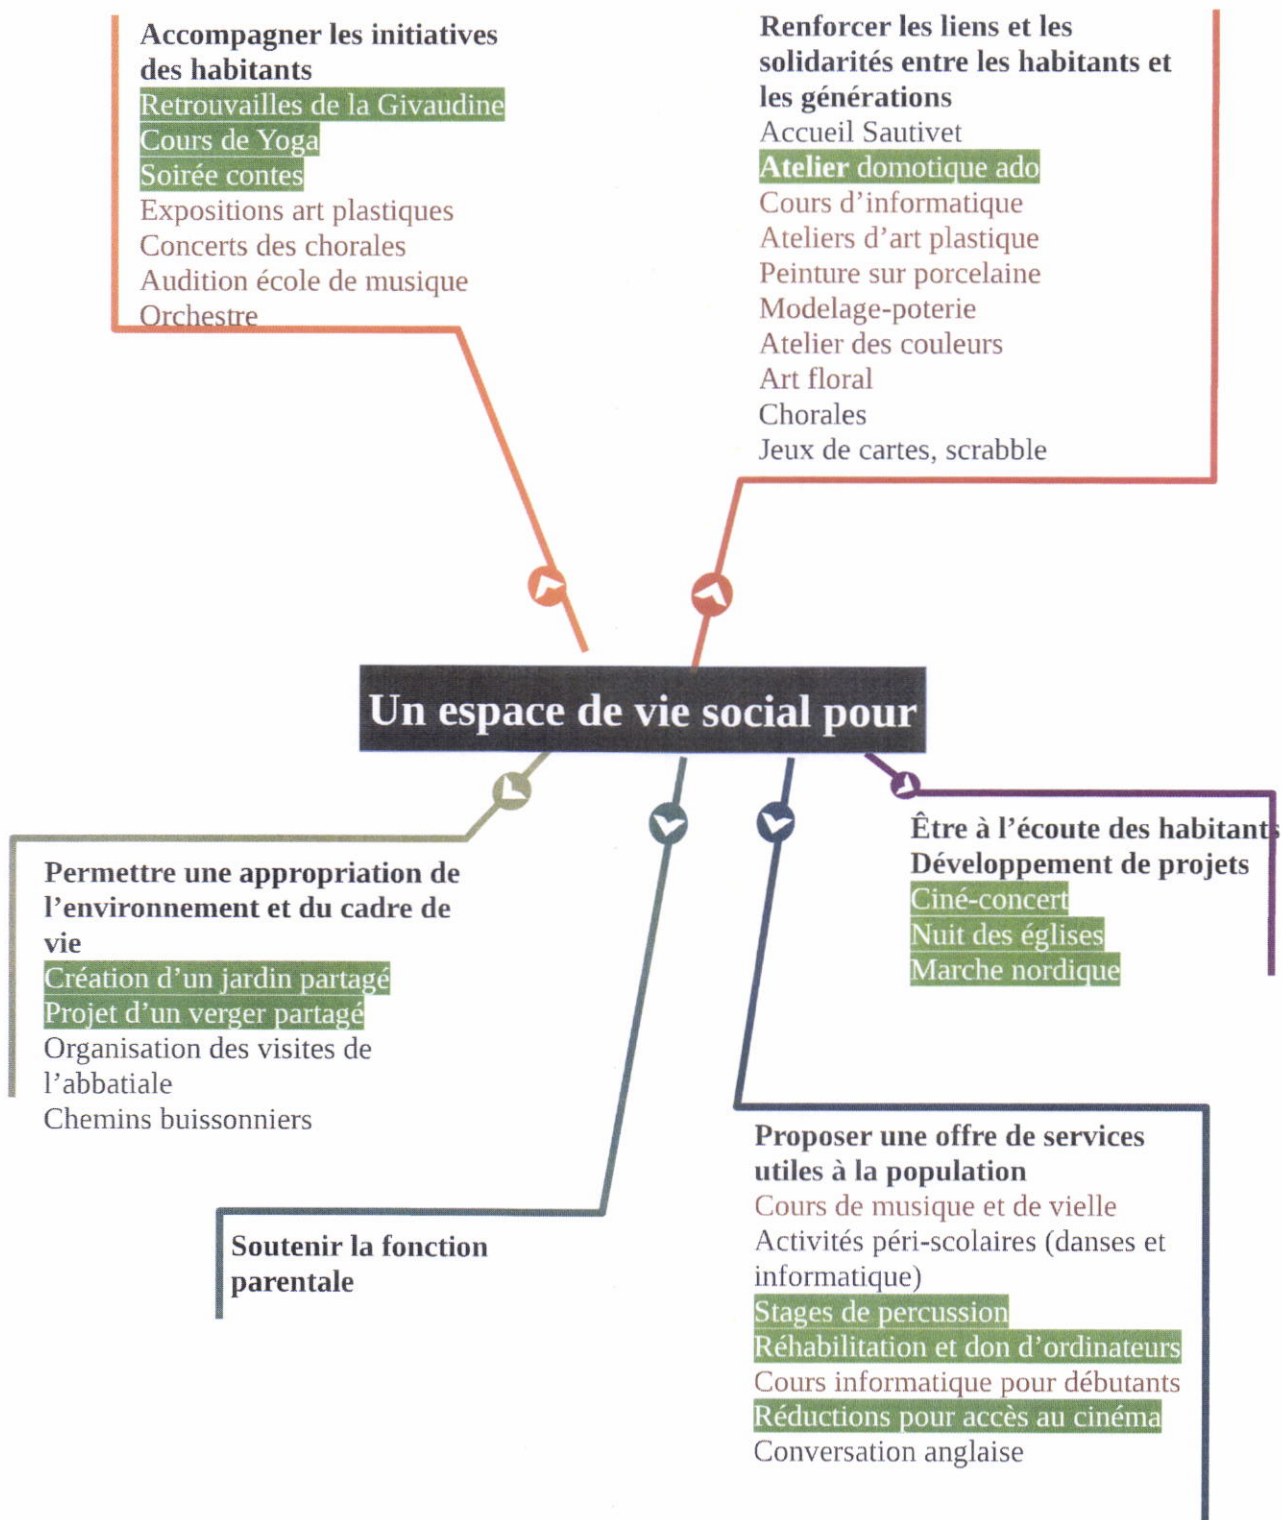 Accompagner les initiatives
des habitants
Retrouvailles de la Givaudine
Cours de Yoga
Soirée contes
Expositions art plastiques
Concerts des chorales
Audition école de musique
Orchestre
Renforcer les liens et les
solidarités entre les habitants et
les générations
Accueil Sautivet
Atelier domotique ado
Cours d’informatique
Ateliers d’art plastique
Peinture sur porcelaine
Modelage-poterie
Atelier des couleurs
Art floral
Chorales
Jeux de cartes, scrabble
Un espace de vie social pour
Permettre une appropriation de
l’environnement et du cadre de
vie
Création d’un jardin partagé
Projet d’un verger partagé
Organisation des visites de
l’abbatiale
Chemins buissonniers
Soutenir la fonction
parentale
Être à l’écoute des habitants
Développement de projets
Ciné-concert
Nuit des églises
Marche nordique
Proposer une offre de services
utiles à la population
Cours de musique et de vielle
Activités péri-scolaires (danses et
informatique)
Stages de percussion
Réhabilitation et don d’ordinateurs
Cours informatique pour débutants
Réductions pour accès au cinéma
Conversation anglaise